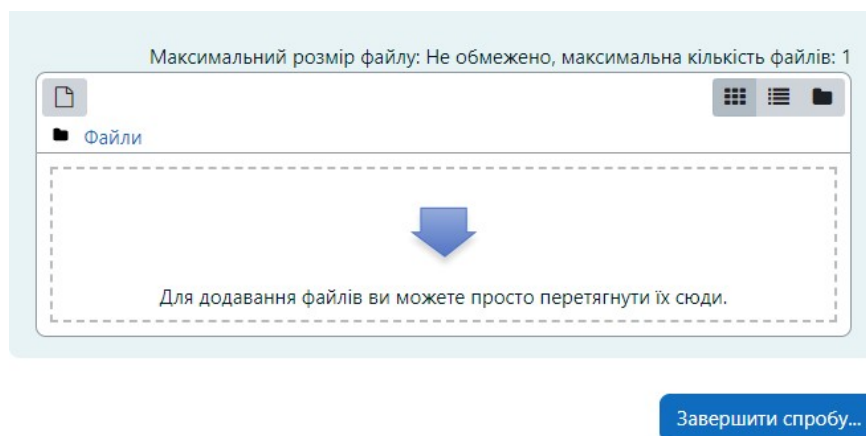 Максимальний розмір файлу: Не обмежено, максимальна кількість файлів: 1
Файли
Для додавання файлів ви можете просто перетягнути їх сюди.
Завершити спробу...